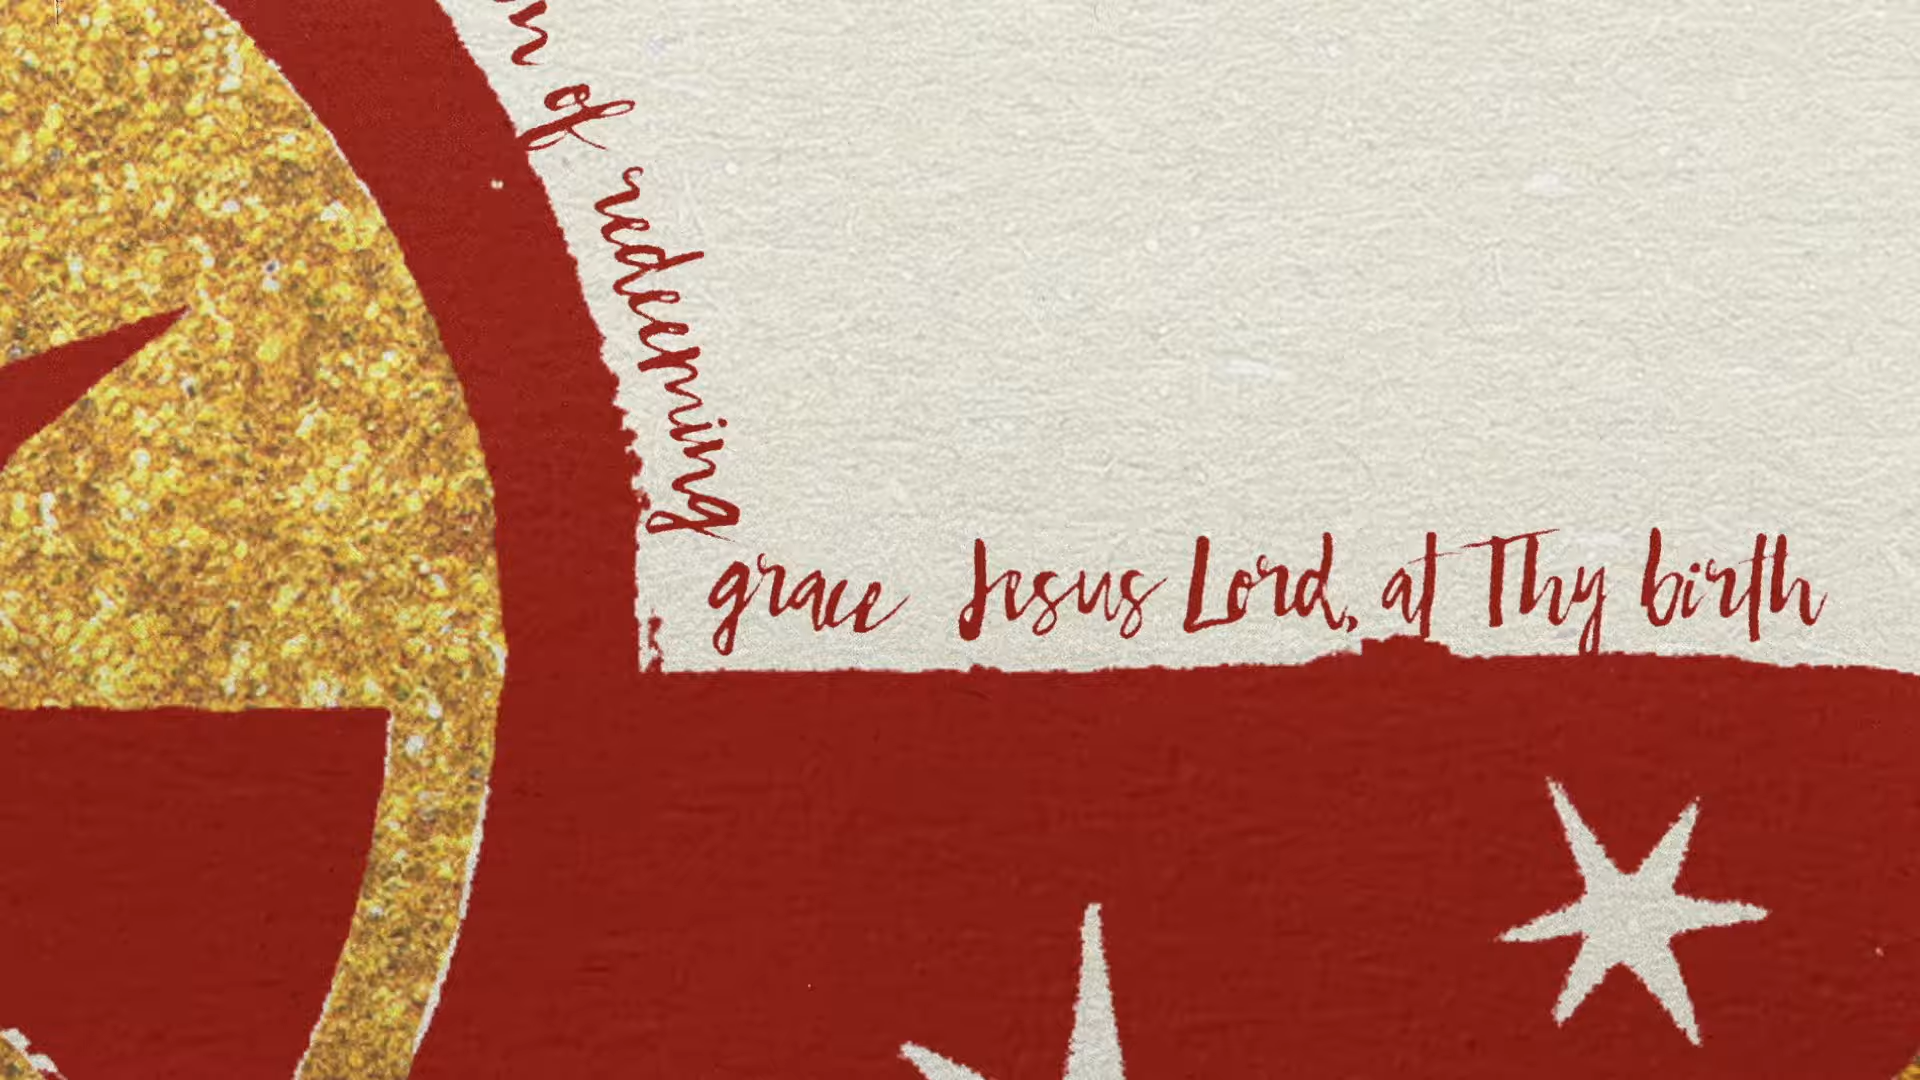 of redeeming
grace Jesus Lord, at Thy birth